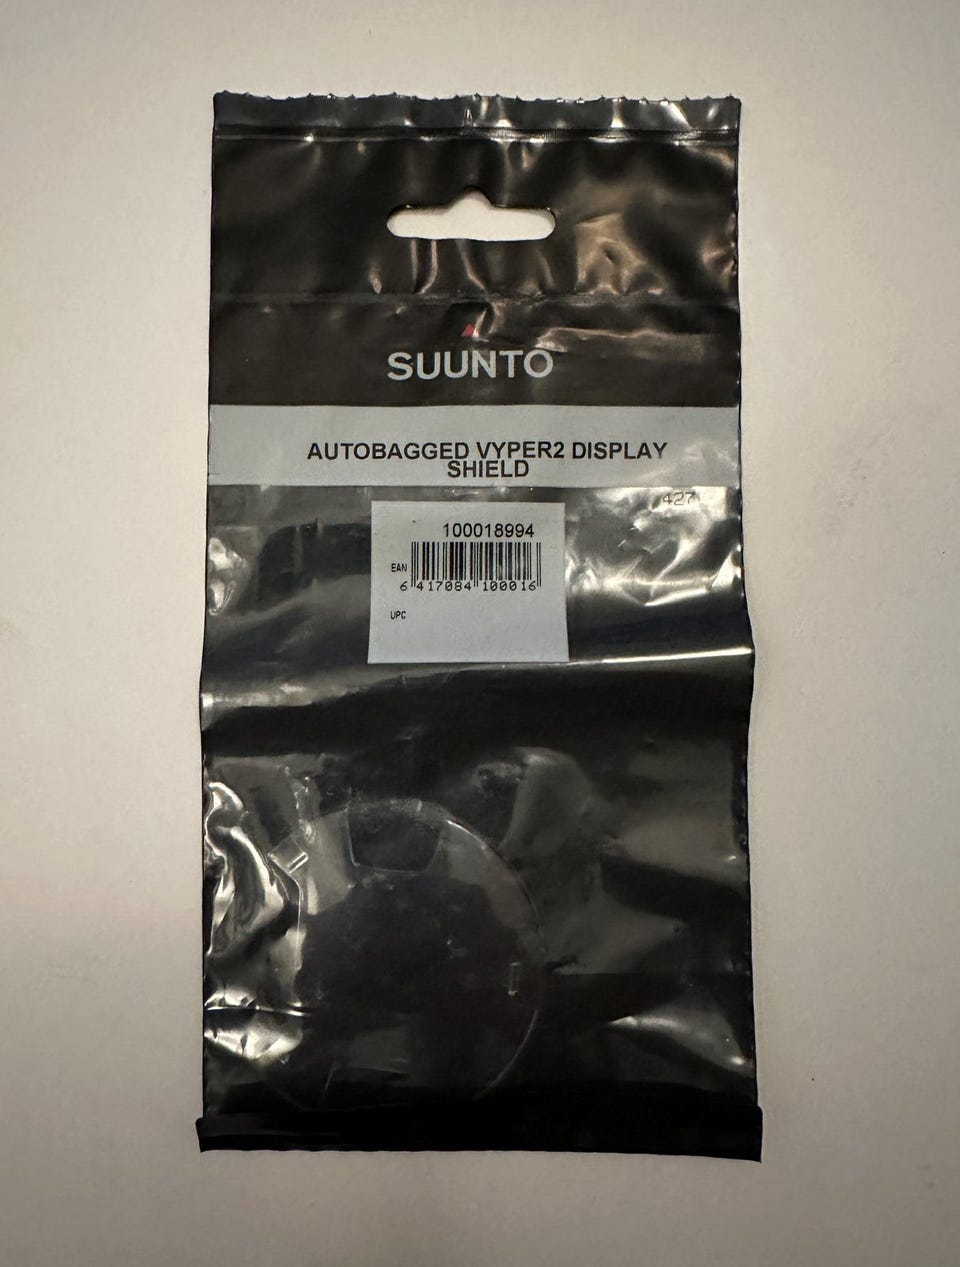 SUUNTO
AUTOBAGGED VYPER2 DISPLAY
SHIELD
427
100018994
EAN
6 417084 100016
UPC